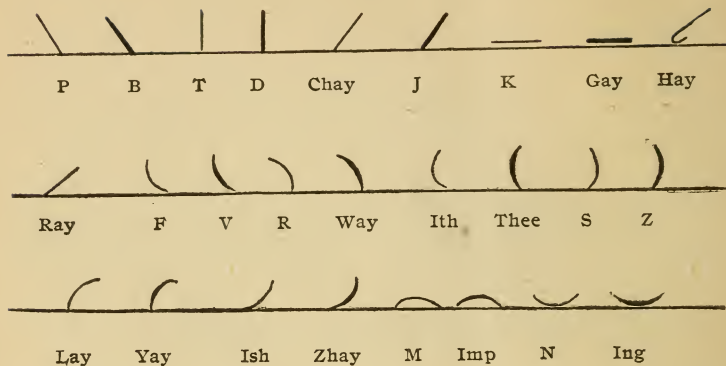 P B T D Chay J K Gay Hay
Ray F V R Way Ith Thee S Z
Lay Yay Ish Zhay M Imp N Ing